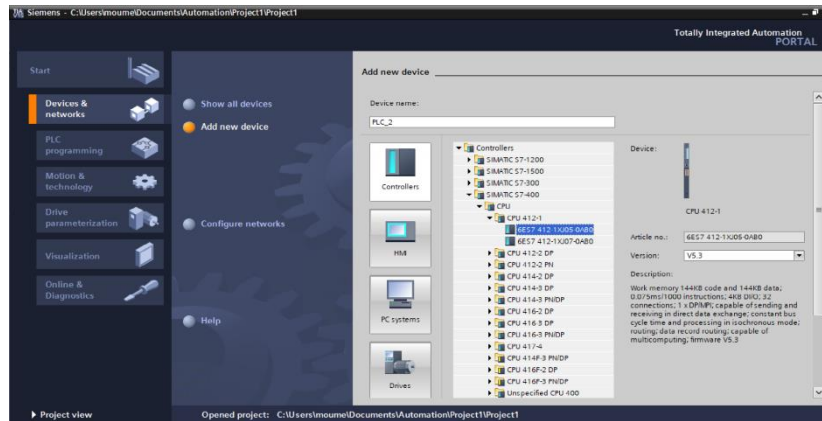 Siemens - C:\Users\moume\Documents\Automation\Project1\Project1
Totally Integrated Automation
PORTAL
Start
Devices &
networks
PLC
programming
Motion &
technology
Drive
parameterization
Visualization
Online &
Diagnostics
Show all devices
Add new device
Configure networks
Help
Add new device
Device name:
PLC_2
Controllers
HMI
PC systems
Drives
Controllers
SIMATIC S7-1200
SIMATIC S7-1500
SIMATIC S7-300
SIMATIC S7-400
CPU
CPU 412-1
6ES7 412-1XJ05-0AB0
6ES7 412-1XJ07-0AB0
CPU 412-2 DP
CPU 412-2 PN
CPU 414-2 DP
CPU 414-3 DP
CPU 414-3 PN/DP
CPU 416-2 DP
CPU 416-3 DP
CPU 416-3 PN/DP
CPU 417-4
CPU 414F-3 PN/DP
CPU 416F-2 DP
CPU 416F-3 PN/DP
Unspecified CPU 400
Device:
CPU 412-1
Article no.:
6ES7 412-1XJ05-0AB0
Version:
V5.3
Description:
Work memory 144KB code and 144KB data;
0.075ms/1000 instructions; 4KB DI/O; 32
connections; 1 x DP/MPI; capable of sending and
receiving in direct data exchange; constant bus
cycle time and processing in isochronous mode;
routing; data record routing; capable of
multicomputing; firmware V5.3
Project view
Opened project: C:\Users\moume\Documents\Automation\Project1\Project1